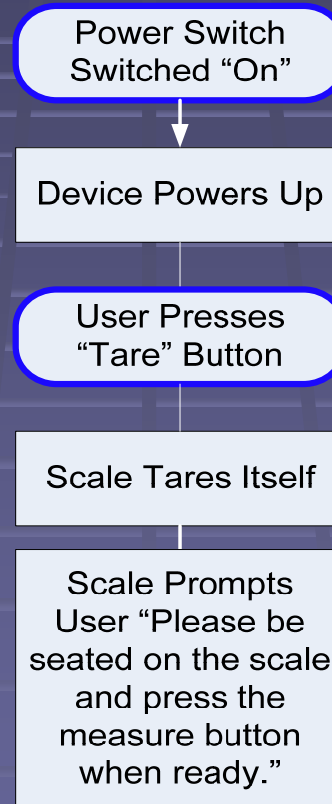 Power Switch
Switched “On”
Device Powers Up
User Presses
“Tare” Button
Scale Tares Itself
Scale Prompts
User “Please be
seated on the scale
and press the
measure button
when ready.”